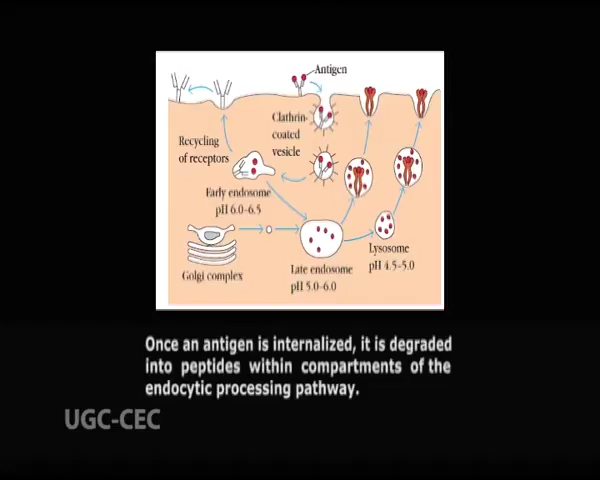 Antigen
Clathrin-
coated
vesicle
Recycling
of receptors
Early endosome
pH 6.0–6.5
Golgi complex
Late endosome
pH 5.0–6.0
Lysosome
pH 4.5–5.0
Once an antigen is internalized, it is degraded
into peptides within compartments of the
endocytic processing pathway.
UGC-CEC